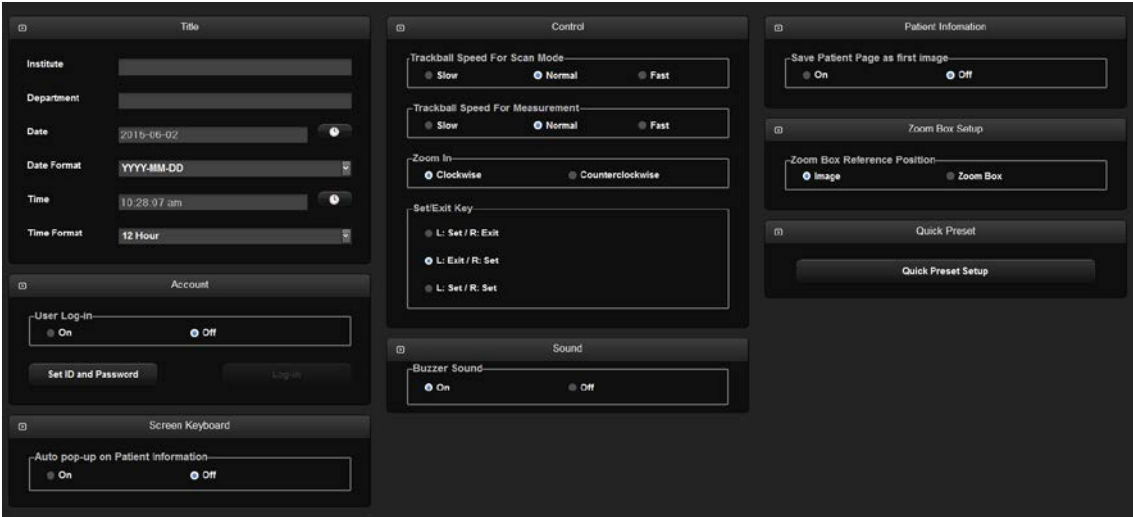 Title
Institute
Department
Date 2015-06-02
Date Format YYYY-MM-DD
Time 10:28:07 am
Time Format 12 Hour
Account
User Log-in
On Off
Set ID and Password Log-in
Screen Keyboard
Auto pop-up on Patient Information
On Off
Control
Trackball Speed For Scan Mode
Slow Normal Fast
Trackball Speed For Measurement
Slow Normal Fast
Zoom In
Clockwise Counterclockwise
Set/Exit Key
L: Set / R: Exit
L: Exit / R: Set
L: Set / R: Set
Sound
Buzzer Sound
On Off
Patient Infomation
Save Patient Page as first image
On Off
Zoom Box Setup
Zoom Box Reference Position
Image Zoom Box
Quick Preset
Quick Preset Setup